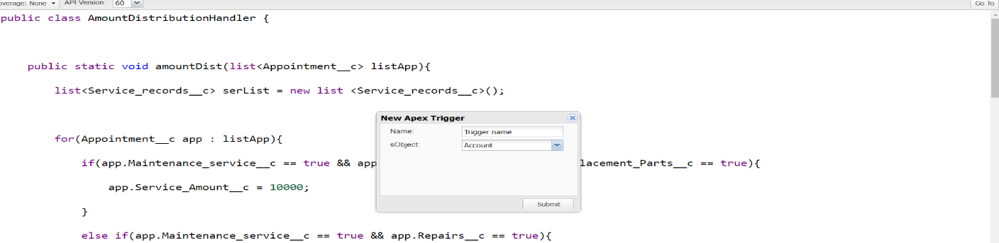 overage: None API Version: 60 Go To
public class AmountDistributionHandler {
public static void amountDist(list<Appointment__c> listApp){
list<Service_records__c> serList = new list <Service_records__c>();
New Apex Trigger
Name: Trigger name
for(Appointment__c app : listApp){
sObject: Account
if(app.Maintenance_service__c == true && app lacement_Parts__c == true){
app.Service_Amount__c = 10000;
Submit
}
else if(app.Maintenance_service__c == true && app.Repairs__c == true){